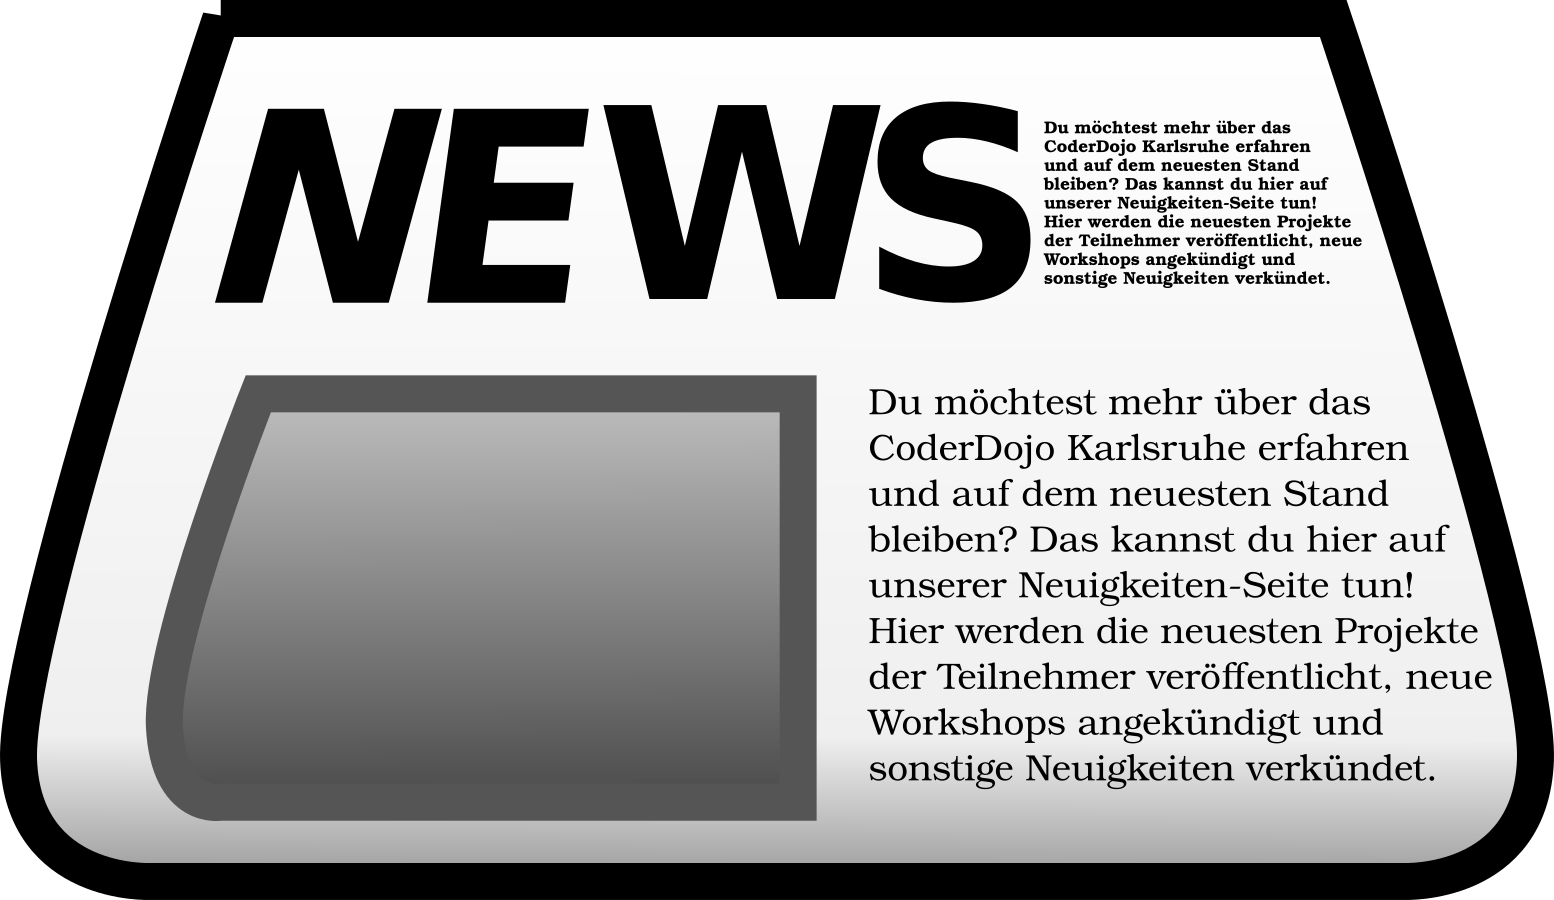 NEWS
Du möchtest mehr über das
CoderDojo Karlsruhe erfahren
und auf dem neuesten Stand
bleiben? Das kannst du hier auf
unserer Neuigkeiten-Seite tun!
Hier werden die neuesten Projekte
der Teilnehmer veröffentlicht, neue
Workshops angekündigt und
sonstige Neuigkeiten verkündet.
Du möchtest mehr über das
CoderDojo Karlsruhe erfahren
und auf dem neuesten Stand
bleiben? Das kannst du hier auf
unserer Neuigkeiten-Seite tun!
Hier werden die neuesten Projekte
der Teilnehmer veröffentlicht, neue
Workshops angekündigt und
sonstige Neuigkeiten verkündet.